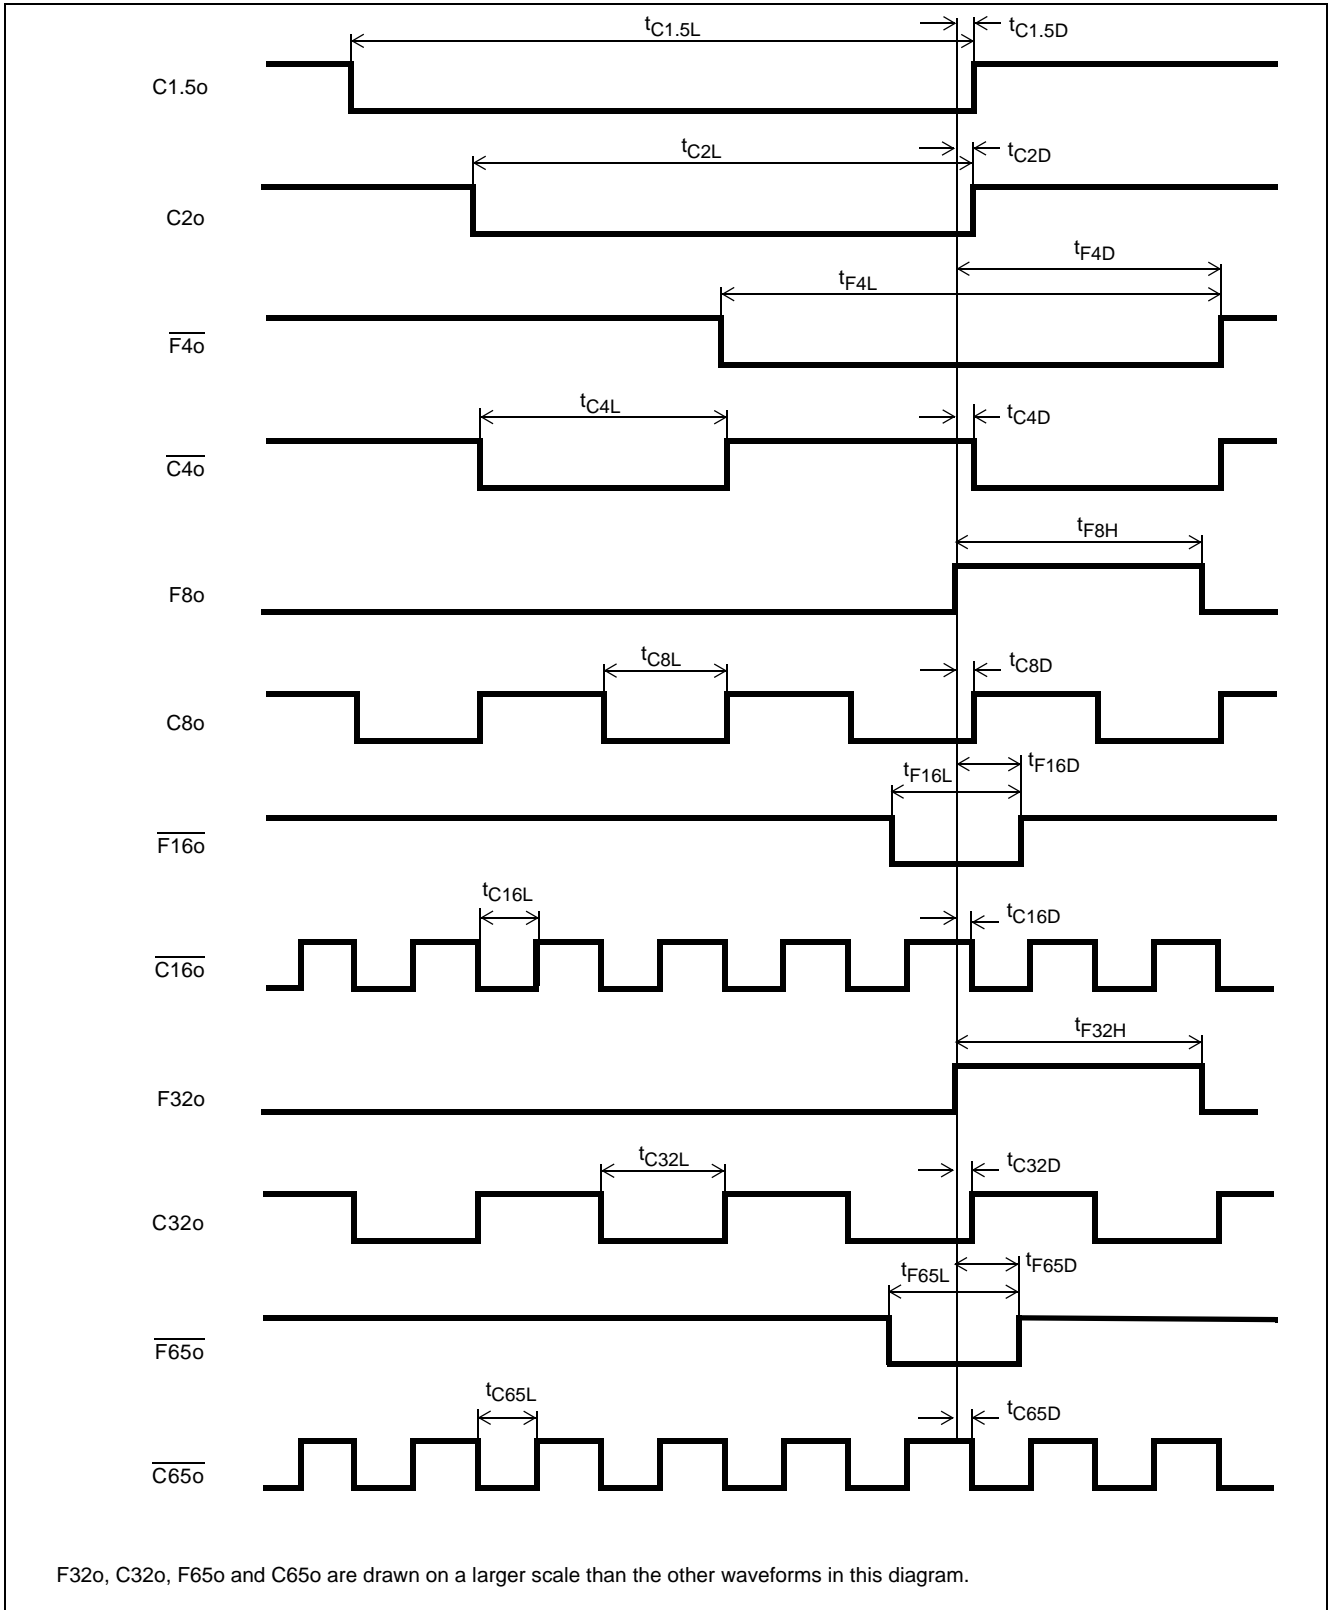 tC1.5L
tC1.5D
C1.5o
tC2L
tC2D
C2o
tF4D
tF4L
F4o
tC4L
tC4D
C4o
tF8H
F8o
tC8L
tC8D
C8o
tF16L
tF16D
F16o
tC16L
tC16D
C16o
tF32H
F32o
tC32L
tC32D
C32o
tF65L
tF65D
F65o
tC65L
tC65D
C65o
F32o, C32o, F65o and C65o are drawn on a larger scale than the other waveforms in this diagram.